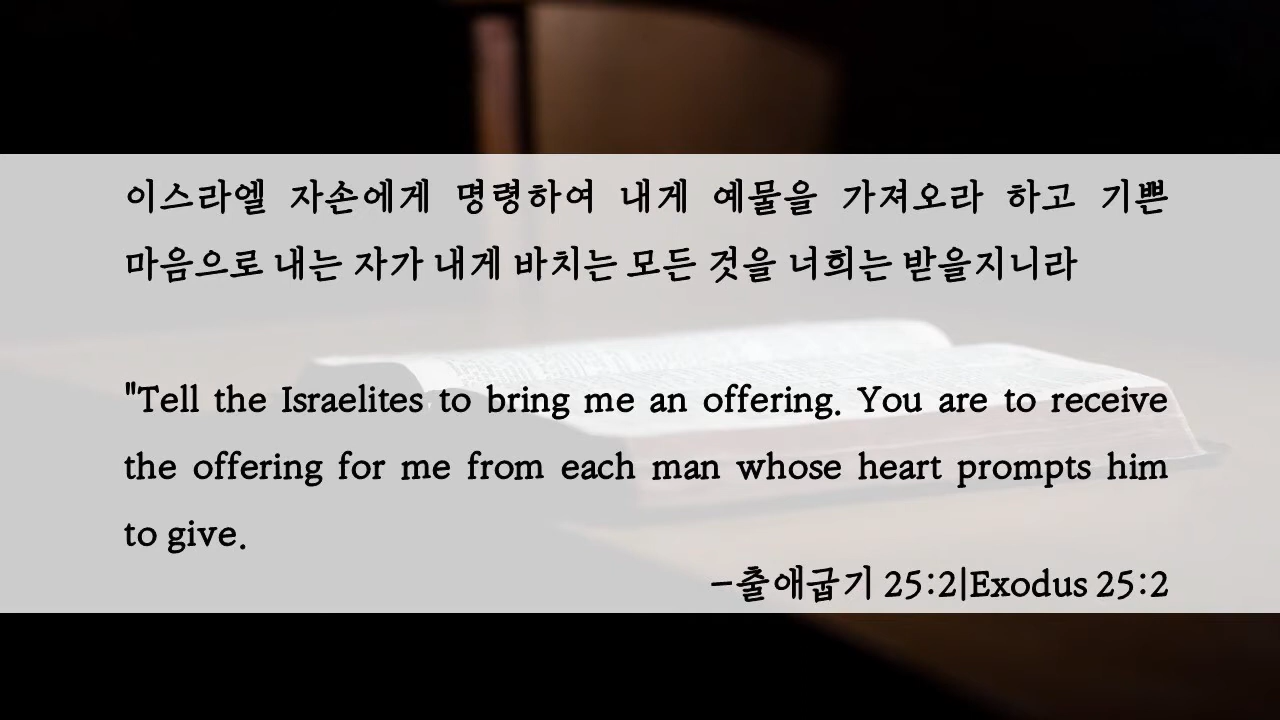 이스라엘 자손에게 명령하여 내게 예물을 가져오라 하고 기쁜
마음으로 내는 자가 내게 바치는 모든 것을 너희는 받을지니라
"Tell the Israelites to bring me an offering. You are to receive
the offering for me from each man whose heart prompts him
to give.
-출애굽기 25:2|Exodus 25:2